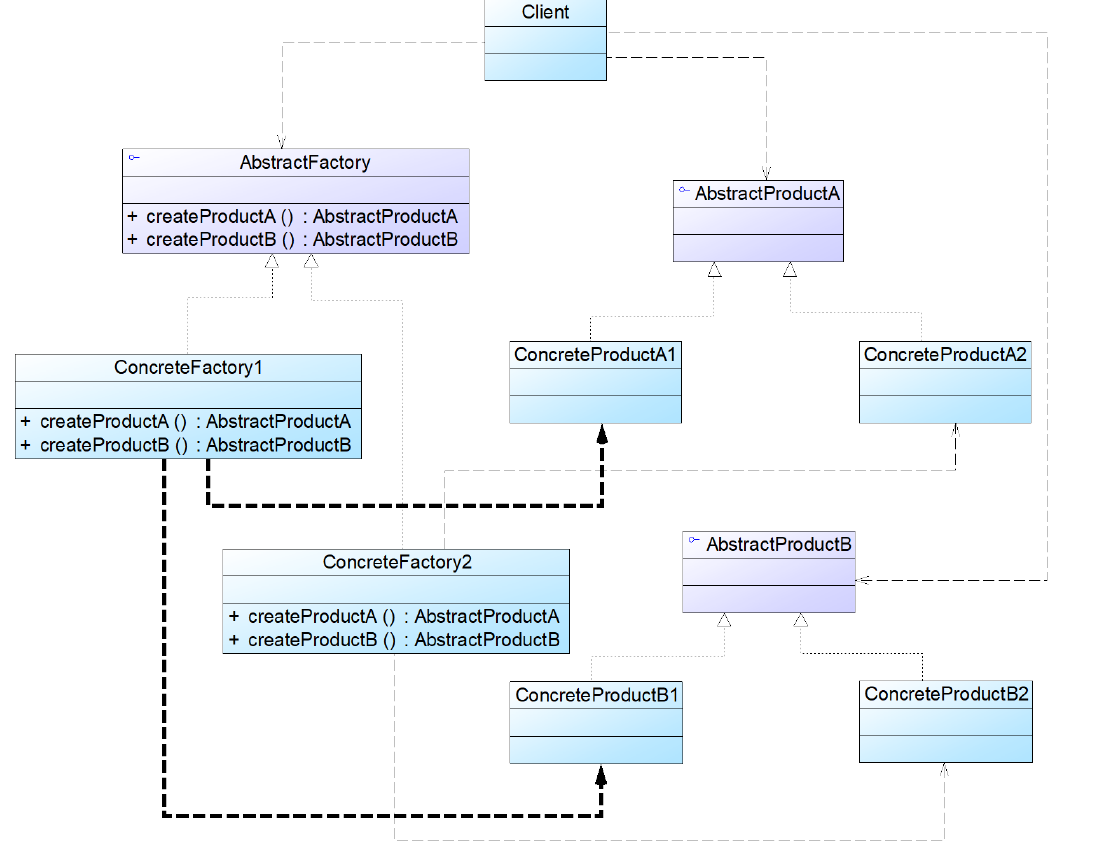 Client
AbstractFactory
+ createProductA () : AbstractProductA
+ createProductB () : AbstractProductB
AbstractProductA
ConcreteFactory1
+ createProductA () : AbstractProductA
+ createProductB () : AbstractProductB
ConcreteProductA1
ConcreteProductA2
ConcreteFactory2
+ createProductA () : AbstractProductA
+ createProductB () : AbstractProductB
AbstractProductB
ConcreteProductB1
ConcreteProductB2